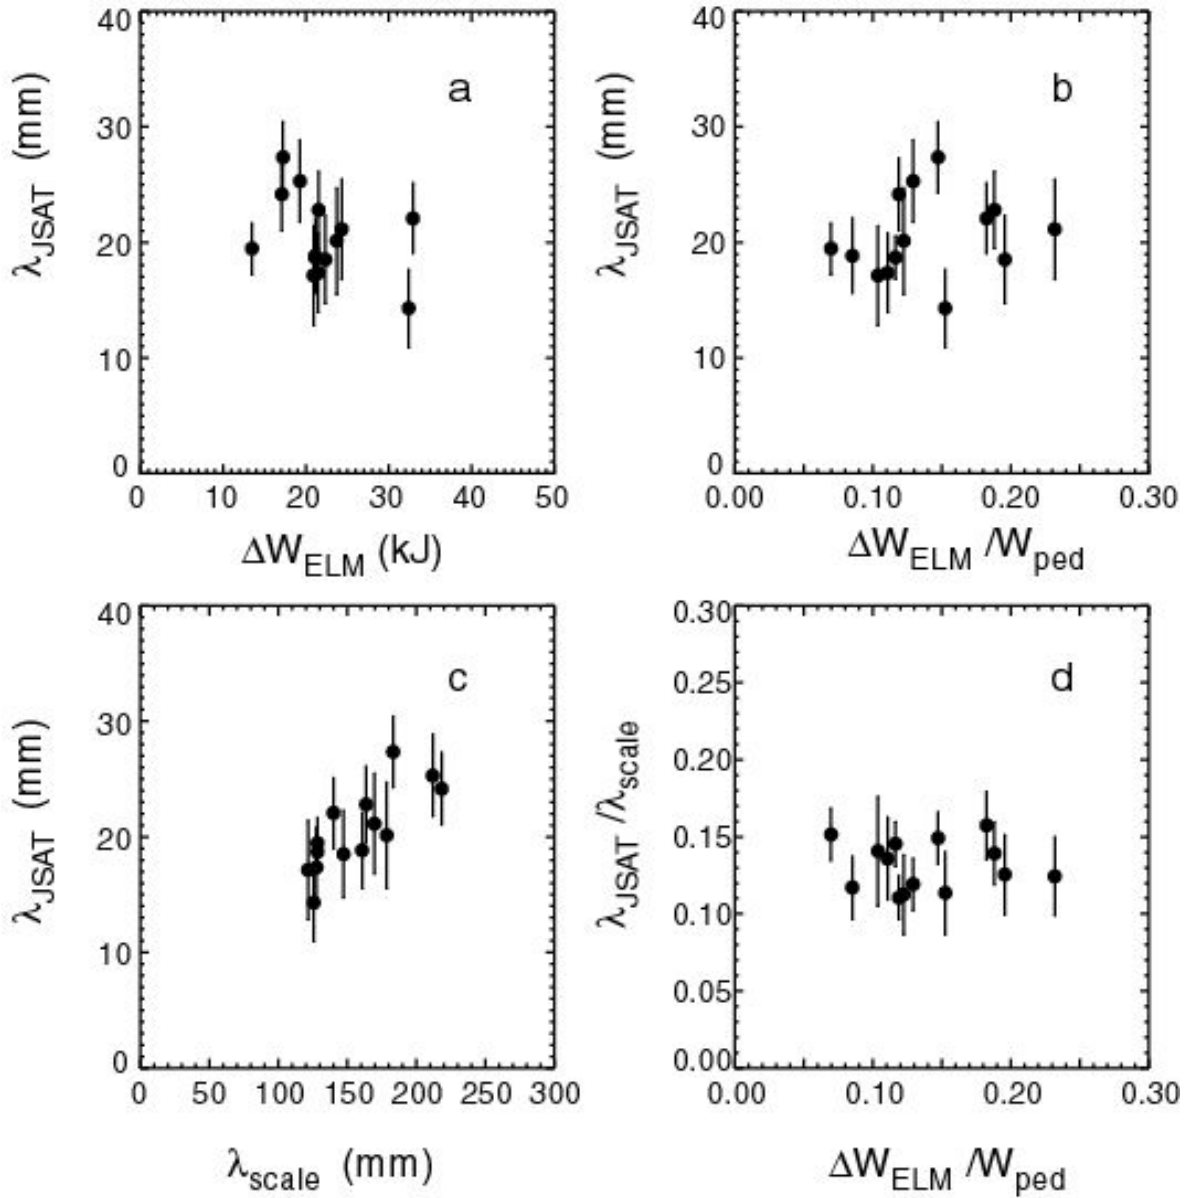 40 30 20 10 0
λJSAT (mm)
a
0 10 20 30 40 50
ΔWELM (kJ)
40 30 20 10 0
λJSAT (mm)
b
0.00 0.10 0.20 0.30
ΔWELM /Wped
40 30 20 10 0
λJSAT (mm)
c
0 50 100 150 200 250 300
λscale (mm)
0.30 0.25 0.20 0.15 0.10 0.05 0.00
λJSAT /λscale
d
0.00 0.10 0.20 0.30
ΔWELM /Wped